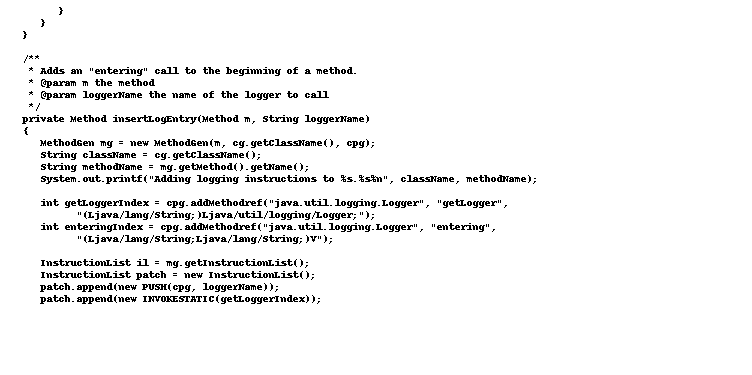 }
   }
}

/**
 * Adds an "entering" call to the beginning of a method.
 * @param m the method
 * @param loggerName the name of the logger to call
 */
private Method insertLogEntry(Method m, String loggerName)
{
   MethodGen mg = new MethodGen(m, cg.getClassName(), cpg);
   String className = cg.getClassName();
   String methodName = mg.getMethod().getName();
   System.out.printf("Adding logging instructions to %s.%s%n", className, methodName);

   int getLoggerIndex = cpg.addMethodref("java.util.logging.Logger", "getLogger",
         "(Ljava/lang/String;)Ljava/util/logging/Logger;");
   int enteringIndex = cpg.addMethodref("java.util.logging.Logger", "entering",
         "(Ljava/lang/String;Ljava/lang/String;)V");

   InstructionList il = mg.getInstructionList();
   InstructionList patch = new InstructionList();
   patch.append(new PUSH(cpg, loggerName));
   patch.append(new INVOKESTATIC(getLoggerIndex));